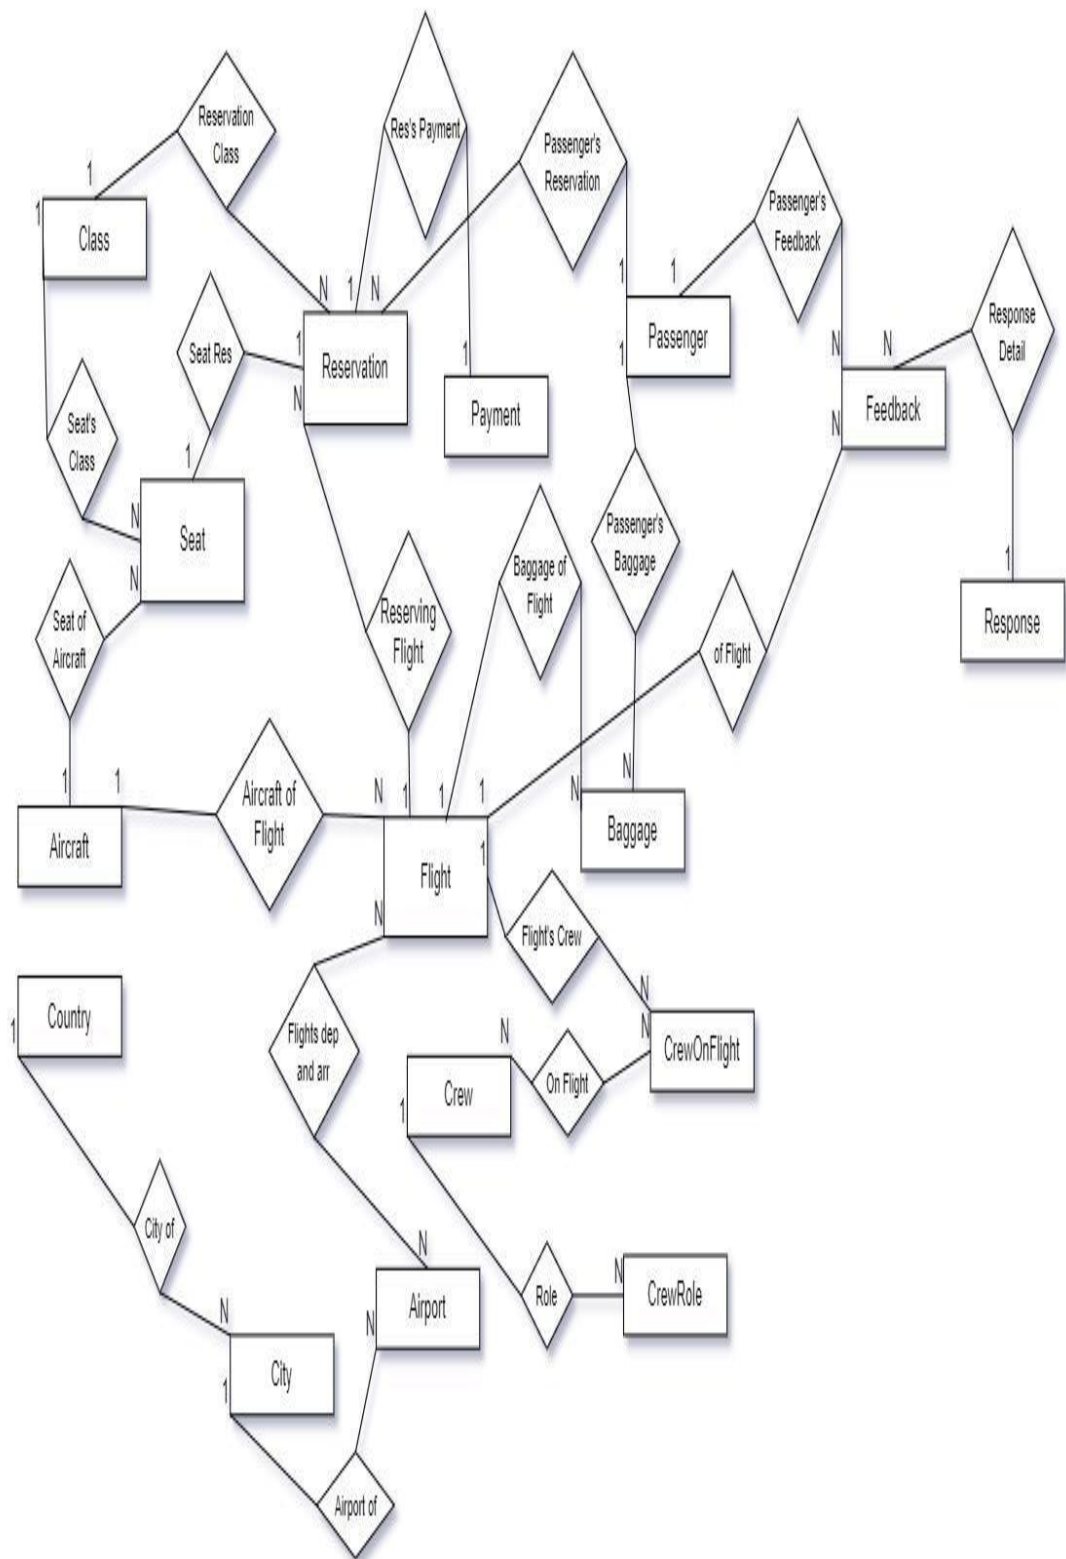 Reservation
Class
Res's Payment
Passenger's
Reservation
Passenger's
Feedback
1
1
Class
Response
Detail
Seat Res
N
1
N
1
1
Passenger
1
Reservation
N
1
1
Payment
N
N
Feedback
N
Seat's
Class
1
N
Seat
N
Baggage of
Flight
Passenger's
Baggage
1
Response
Seat of
Aircraft
Reserving
Flight
of Flight
1
1
Aircraft
Aircraft of
Flight
N
1
1
1
N
N
Baggage
1
Flight
N
Flight's Crew
N
Country
1
Flights dep
and arr
N
Crew
1
On Flight
N
CrewOnFlight
City of
N
City
1
N
Airport
N
Role
N
CrewRole
Airport of